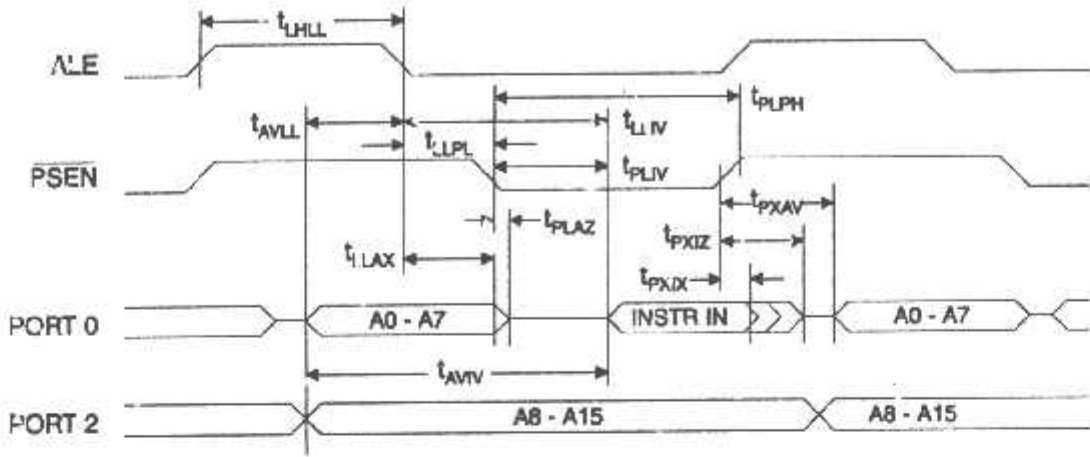 tLHLL
ALE
tPLPH
tAVLL
tLLIV
tLLPL
PSEN
tPLIV
tPXAV
tPLAZ
tPXIZ
tLLAX
tPXIX
PORT 0
A0 - A7
INSTR IN
A0 - A7
tAVIV
PORT 2
A8 - A15
A8 - A15